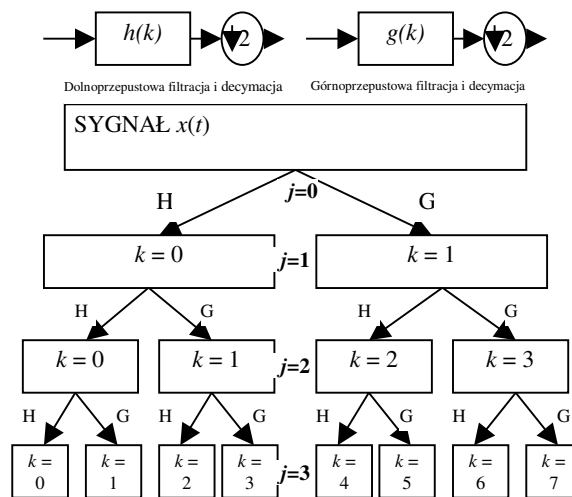 h(k) 2 g(k) 2
Dolnoprzepustowa filtracja i decymacja Górnoprzepustowa filtracja i decymacja
SYGNAŁ x(t)
H j=0 G
k = 0 j=1 k = 1
H G H G
k = 0 k = 1 j=2 k = 2 k = 3
H G H G H G H G
k = 0 k = 1 k = 2 k = 3 j=3 k = 4 k = 5 k = 6 k = 7